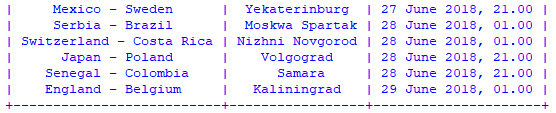 |     Mexico – Sweden      |  Yekaterinburg  | 27 June 2018, 21.00 |
|     Serbia – Brazil      | Moskwa Spartak  | 28 June 2018, 01.00 |
| Switzerland – Costa Rica | Nizhni Novgorod | 28 June 2018, 01.00 |
|      Japan – Poland      |    Volgograd    | 28 June 2018, 21.00 |
|    Senegal – Colombia    |     Samara      | 28 June 2018, 21.00 |
|    England – Belgium     |   Kaliningrad   | 29 June 2018, 01.00 |
+--------------------------+-----------------+---------------------+